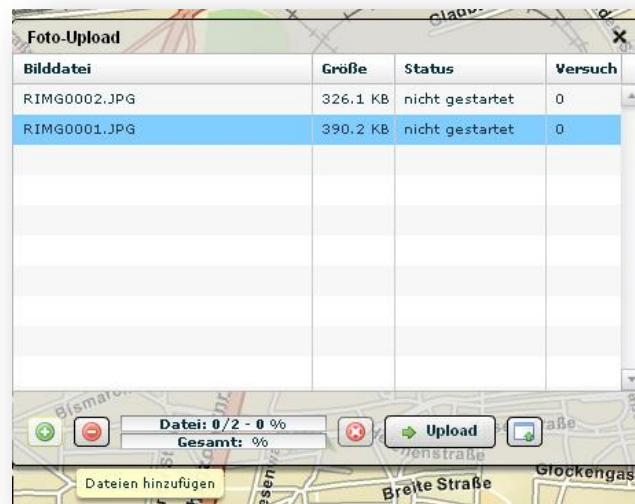 Foto-Upload
Bilddatei Größe Status Versuch
RIMG0002.JPG 326.1 KB nicht gestartet 0
RIMG0001.JPG 390.2 KB nicht gestartet 0
Datei: 0/2 - 0 %
Gesamt: %
Upload
Dateien hinzufügen
Breite Straße
Glockengas